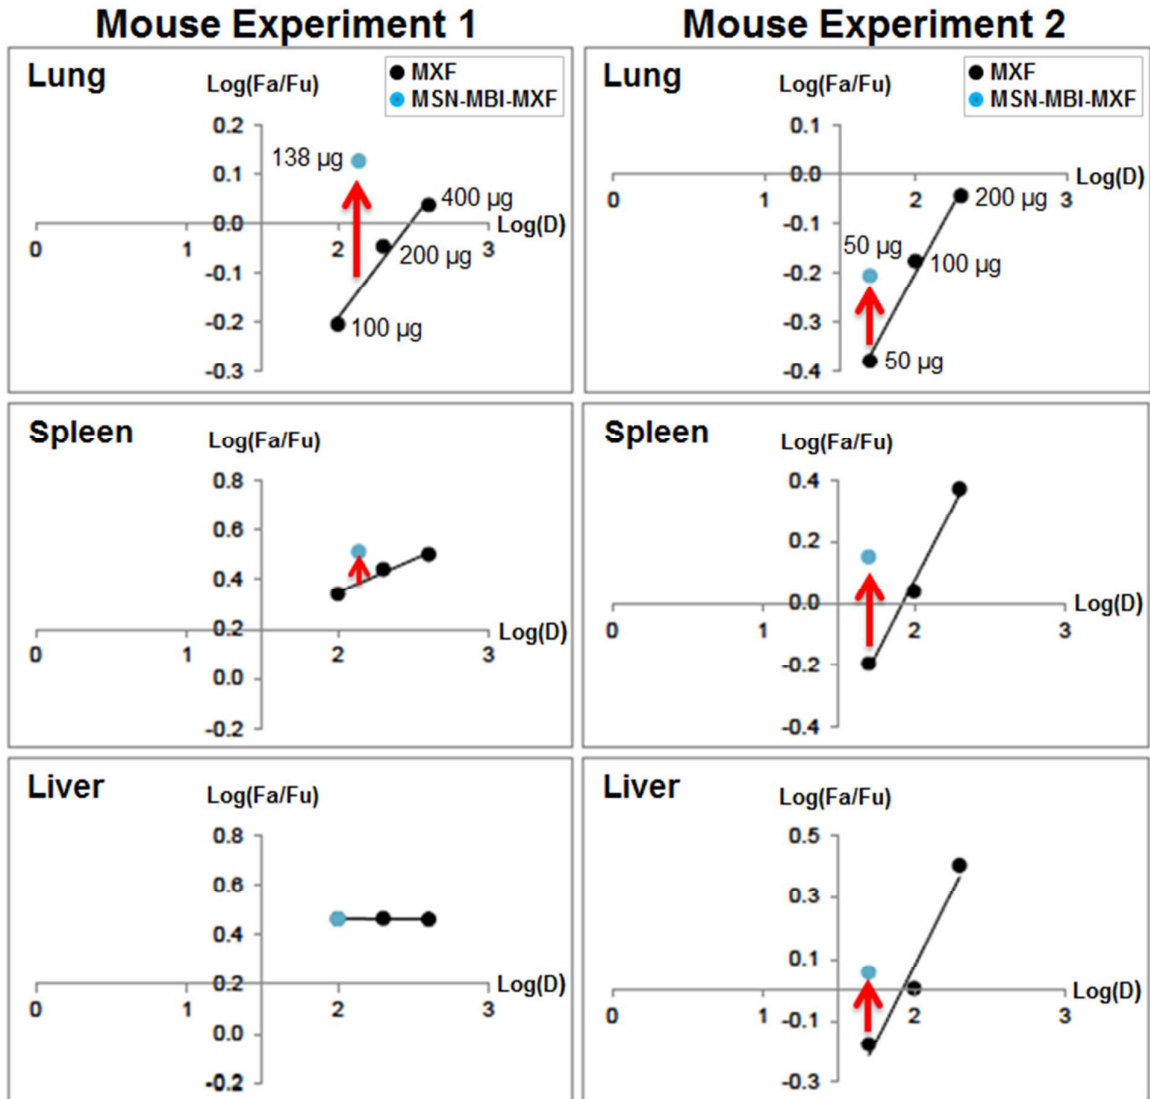 Mouse Experiment 1
Mouse Experiment 2
Lung
Log(Fa/Fu)
MXF
MSN-MBI-MXF
0.2
0.1
0.0
-0.1
-0.2
-0.3
138 µg
400 µg
200 µg
100 µg
Log(D)
0 1 2 3
Lung
Log(Fa/Fu)
MXF
MSN-MBI-MXF
0.1
0.0
-0.1
-0.2
-0.3
-0.4
Log(D)
0 1 2 3
200 µg
50 µg
100 µg
50 µg
Spleen
Log(Fa/Fu)
0.8
0.6
0.4
0.2
0.0
-0.2
Log(D)
0 1 2 3
Spleen
Log(Fa/Fu)
0.4
0.2
0.0
-0.2
-0.4
Log(D)
0 1 2 3
Liver
Log(Fa/Fu)
0.8
0.6
0.4
0.2
0.0
-0.2
Log(D)
0 1 2 3
Liver
Log(Fa/Fu)
0.5
0.3
0.1
-0.1
-0.3
Log(D)
0 1 2 3